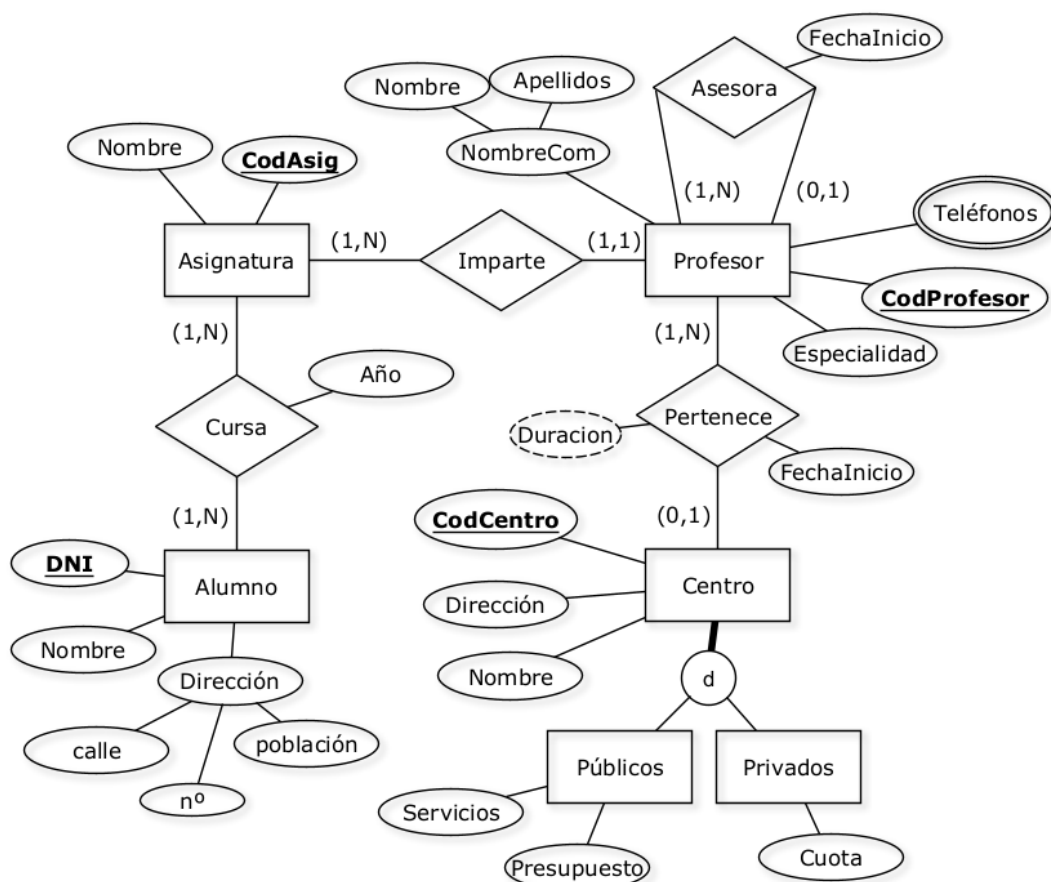 FechaInicio
Apellidos
Nombre
Asesora
Nombre
CodAsig
NombreCom
(1,N)
(0,1)
Teléfonos
(1,N)
(1,1)
Asignatura
Imparte
Profesor
CodProfesor
(1,N)
(1,N)
Especialidad
Año
Cursa
Duracion
Pertenece
FechaInicio
(1,N)
(0,1)
CodCentro
DNI
Alumno
Centro
Dirección
Nombre
Nombre
Dirección
d
calle
población
Públicos
Privados
nº
Servicios
Presupuesto
Cuota